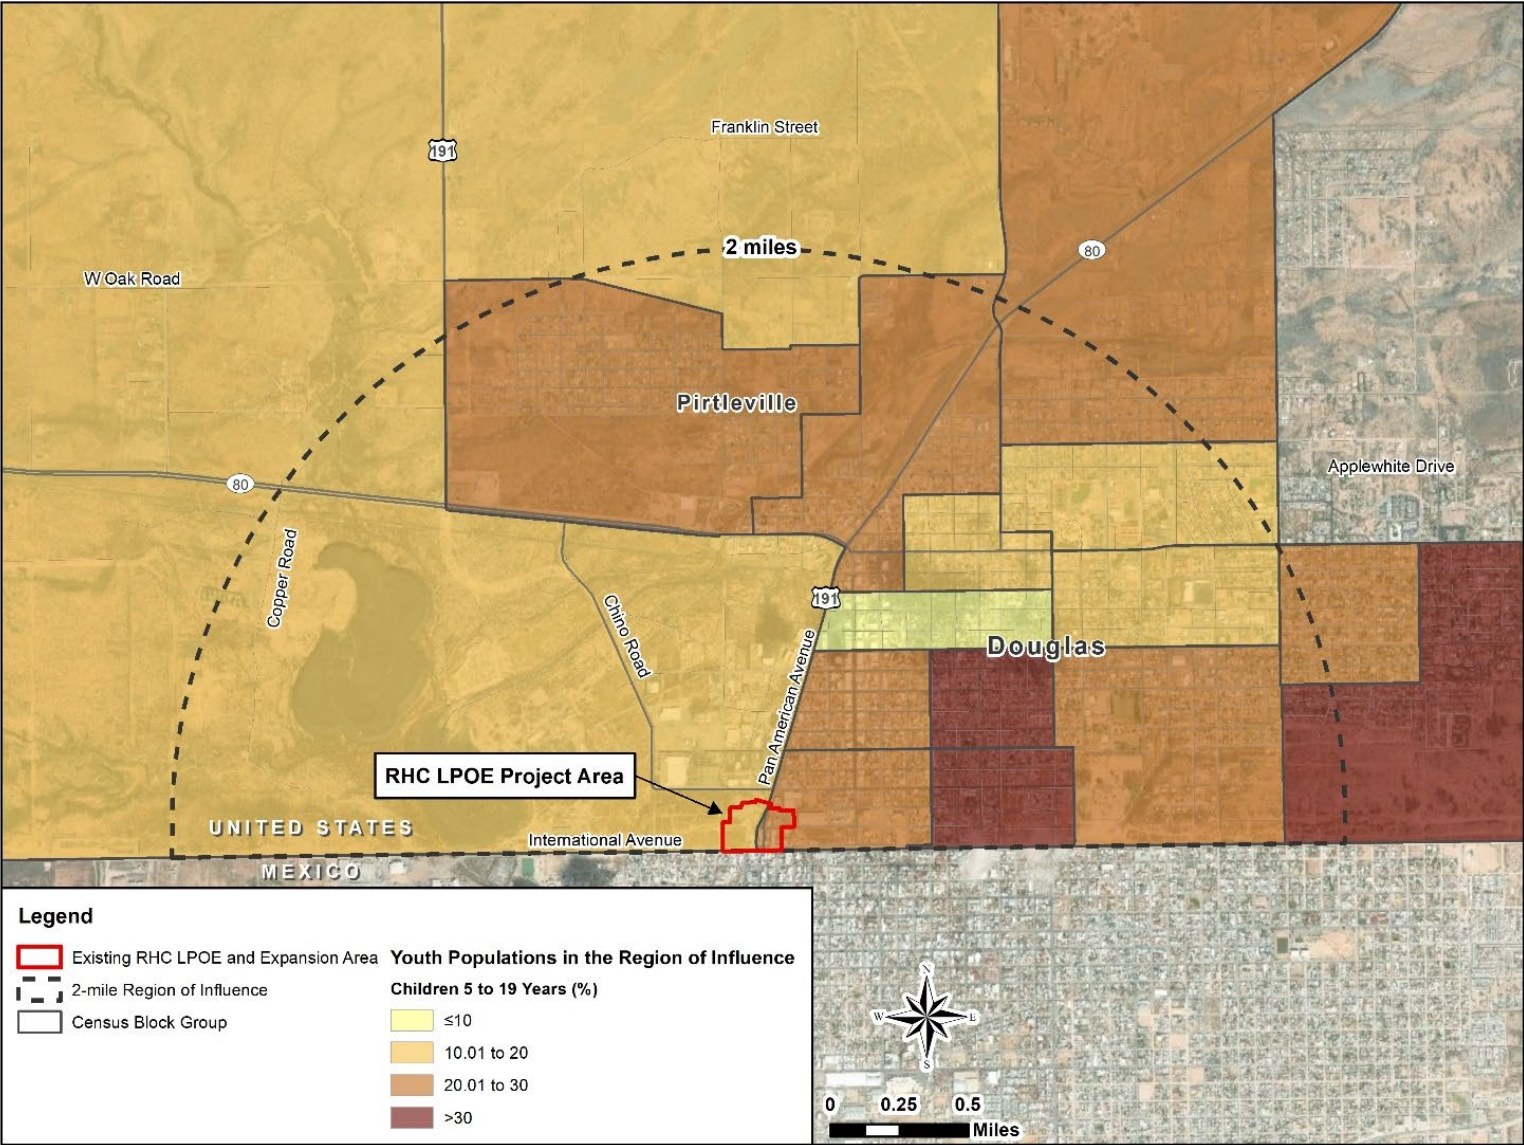 Franklin Street
191
2 miles
80
W Oak Road
Pirtleville
Applewhite Drive
80
Copper Road
Chino Road
191
Douglas
Pan American Avenue
RHC LPOE Project Area
UNITED STATES
International Avenue
MEXICO
Legend
Existing RHC LPOE and Expansion Area
2-mile Region of Influence
Census Block Group
Youth Populations in the Region of Influence
Children 5 to 19 Years (%)
≤10
10.01 to 20
20.01 to 30
>30
N
W
E
S
0 0.25 0.5
Miles